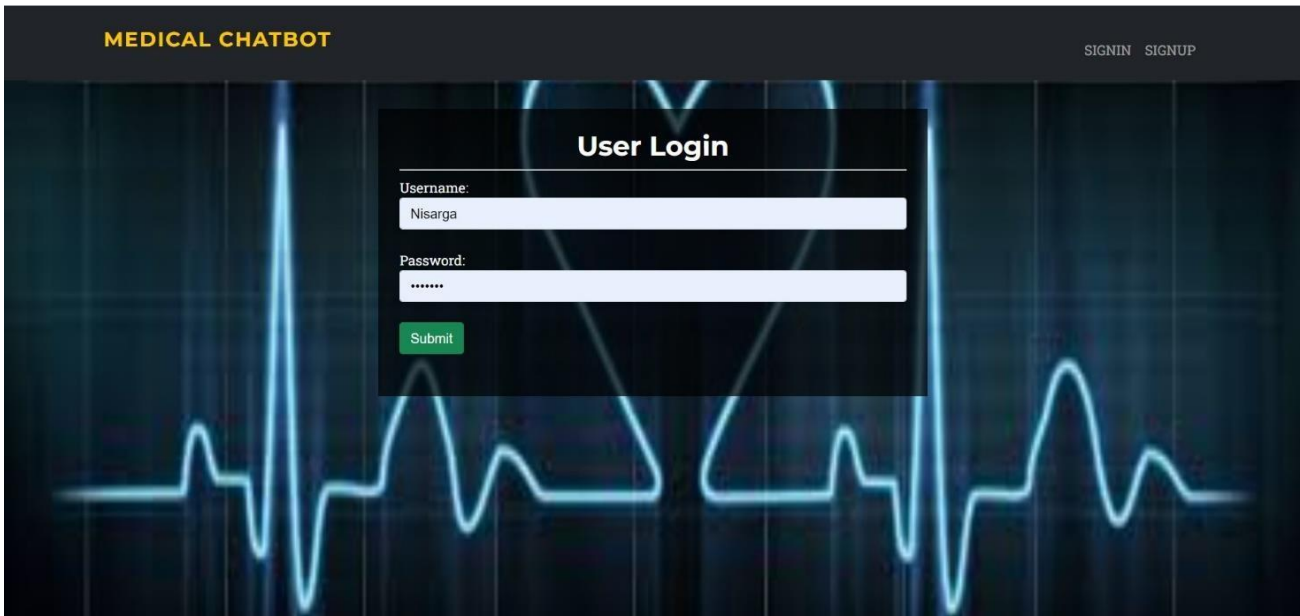 MEDICAL CHATBOT
SIGNIN SIGNUP
User Login
Username:
Nisarga
Password:
•••••••
Submit